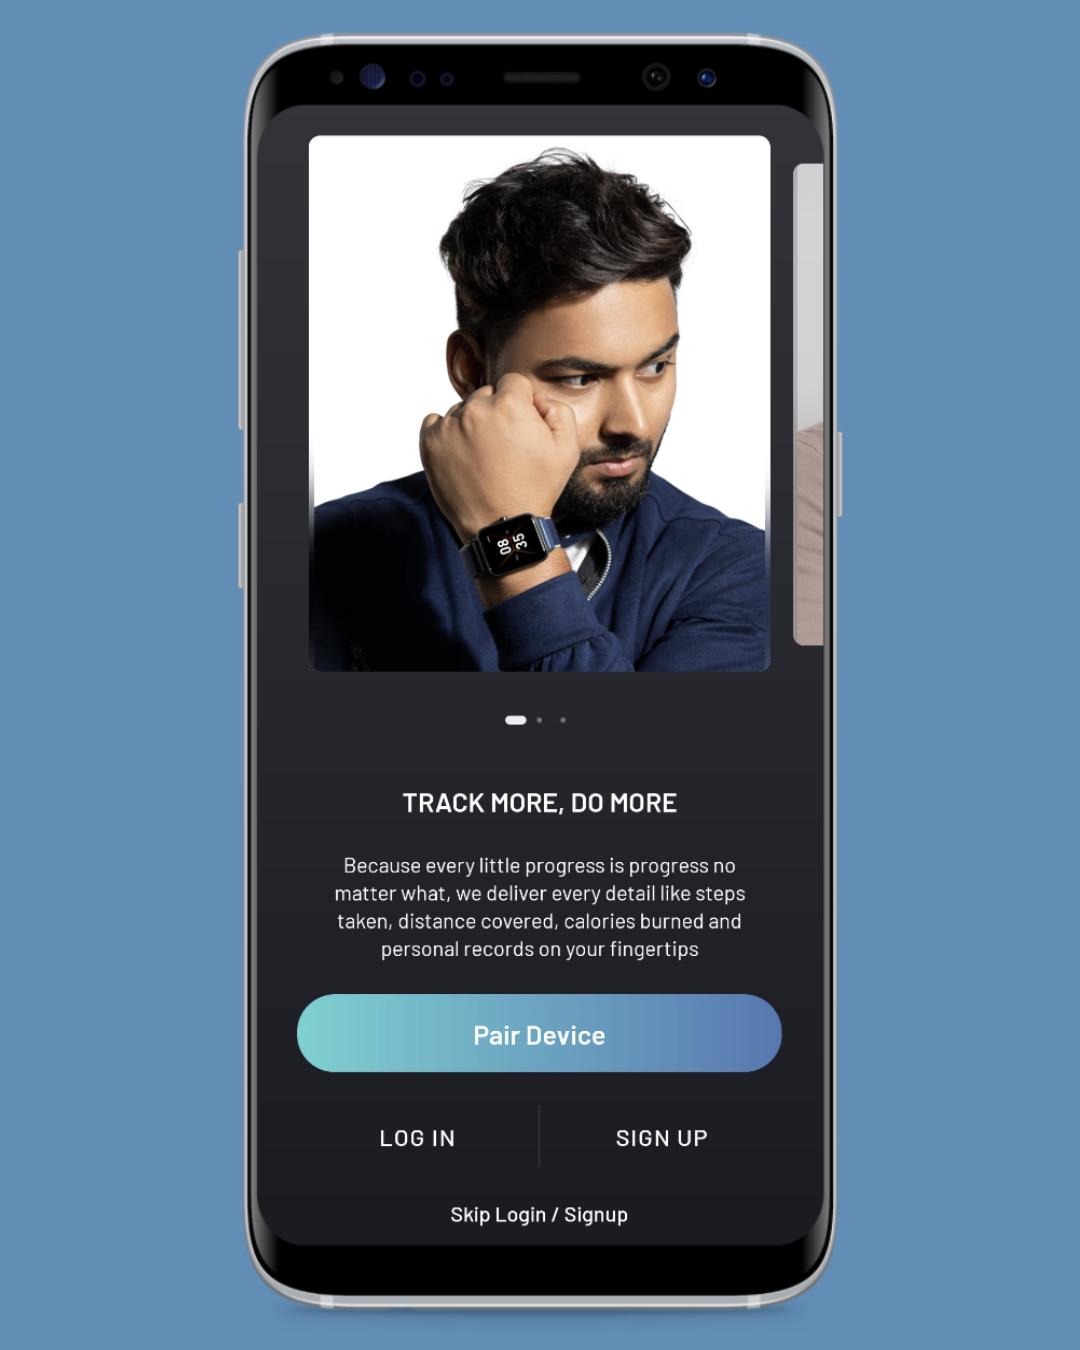 08
35
TRACK MORE, DO MORE
Because every little progress is progress no
matter what, we deliver every detail like steps
taken, distance covered, calories burned and
personal records on your fingertips
Pair Device
LOG IN
SIGN UP
Skip Login / Signup